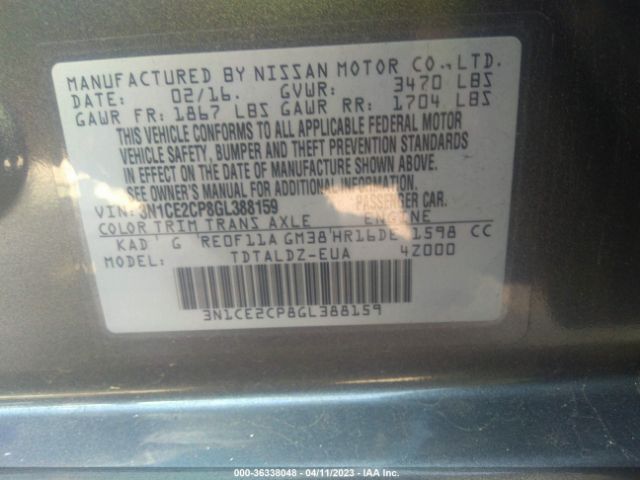 MANUFACTURED BY NISSAN MOTOR CO.,LTD.
DATE: 02/16. GVWR: 3470 LBS
GAWR FR: 1867 LBS GAWR RR: 1704 LBS
THIS VEHICLE CONFORMS TO ALL APPLICABLE FEDERAL MOTOR
VEHICLE SAFETY, BUMPER AND THEFT PREVENTION STANDARDS
IN EFFECT ON THE DATE OF MANUFACTURE SHOWN ABOVE.
SEE OWNER'S MANUAL FOR ADDITIONAL INFORMATION.
VIN: 3N1CE2CP8GL388159 PASSENGER CAR.
COLOR TRIM TRANS AXLE ENGINE
KAD G RE0F11A GM38 HR16DE 1598 CC
MODEL: TDTALDZ-EUA 4Z000
3N1CE2CP8GL388159
000-36338048 - 04/11/2023 - IAA Inc.